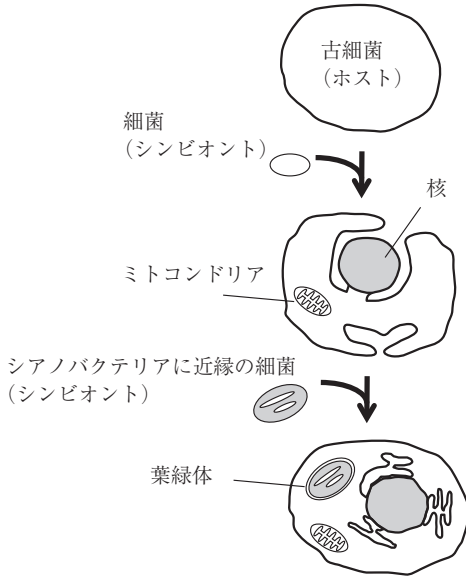 古細菌
（ホスト）
細菌
（シンビオント）
核
ミトコンドリア
シアノバクテリアに近縁の細菌
（シンビオント）
葉緑体